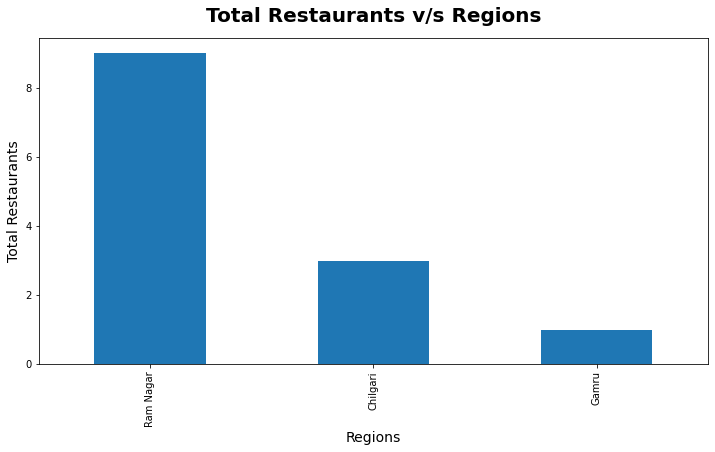 Total Restaurants v/s Regions
Total Restaurants
8
6
4
2
0
Ram Nagar
Chilgari
Gamru
Regions